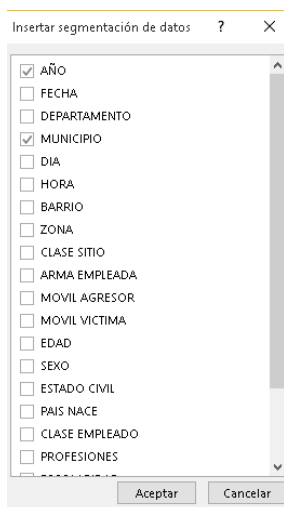 Insertar segmentación de datos ? ×
AÑO
FECHA
DEPARTAMENTO
MUNICIPIO
DIA
HORA
BARRIO
ZONA
CLASE SITIO
ARMA EMPLEADA
MOVIL AGRESOR
MOVIL VICTIMA
EDAD
SEXO
ESTADO CIVIL
PAIS NACE
CLASE EMPLEADO
PROFESIONES
Aceptar Cancelar